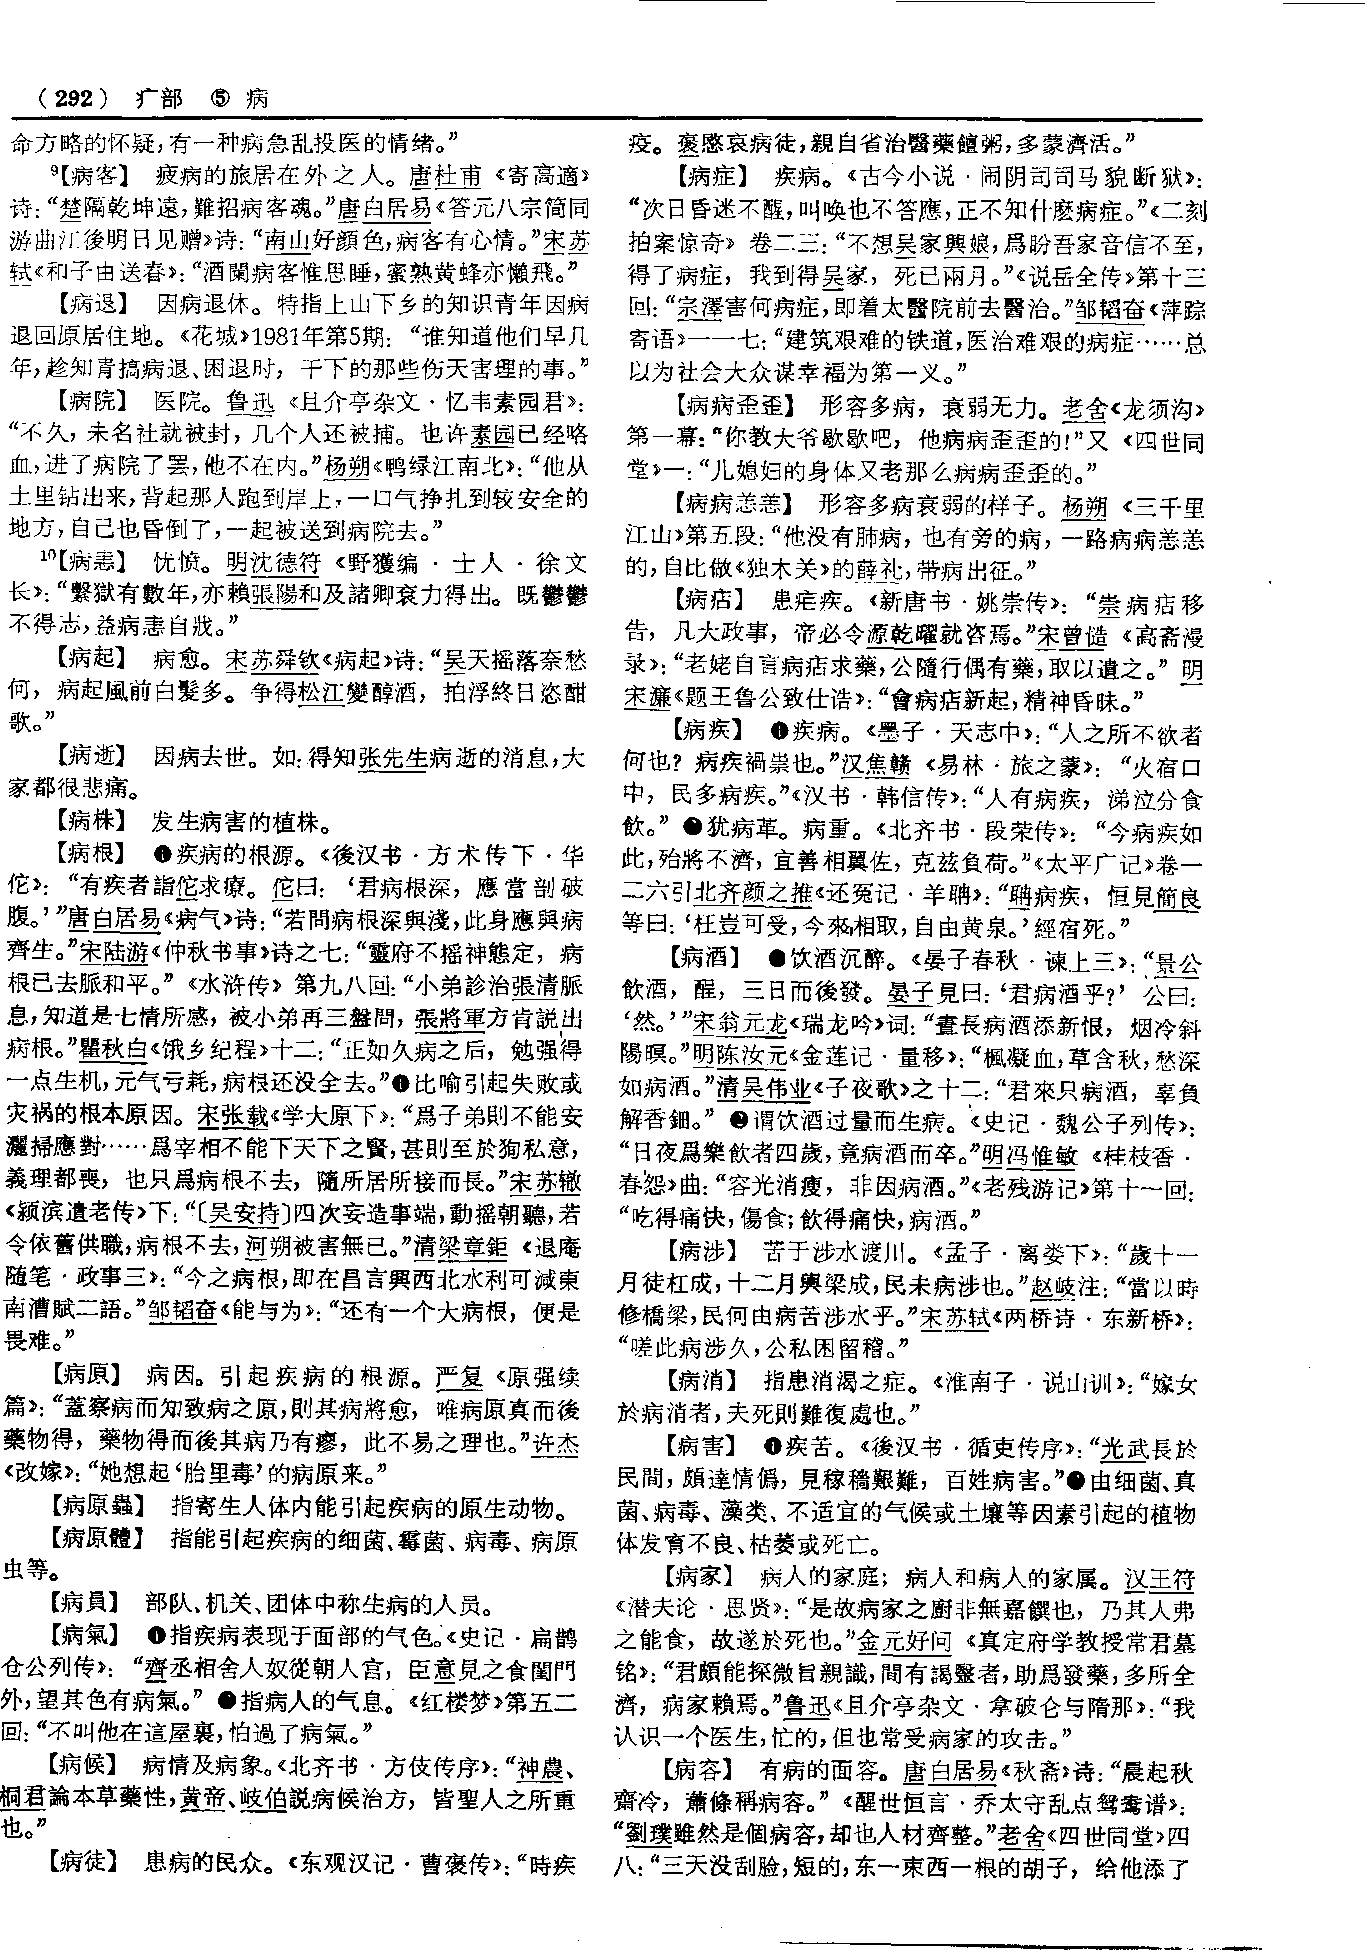 （292） 疒部 ⑤ 病
命方略的怀疑，有一种病急乱投医的情绪。”
⁹【病客】 疲病的旅居在外之人。唐杜甫《寄高適》
诗：“楚隔乾坤遠，難招病客魂。”唐白居易《答元八宗简同
游曲江後明日见赠》诗：“南山好顔色，病客有心情。”宋苏
轼《和子由送春》：“酒闌病客惟思睡，蜜熟黄蜂亦懒飛。”
【病退】 因病退休。特指上山下乡的知识青年因病
退回原居住地。《花城》1981年第5期：“谁知道他们早几
年，趁知青搞病退、困退时，干下的那些伤天害理的事。”
【病院】 医院。鲁迅《且介亭杂文·忆韦素园君》：
“不久，未名社就被封，几个人还被捕。也许素园已经咯
血，进了病院了罢，他不在内。”杨朔《鸭绿江南北》：“他从
土里钻出来，背起那人跑到岸上，一口气挣扎到较安全的
地方，自己也昏倒了，一起被送到病院去。”
¹⁰【病恚】 忧愤。明沈德符《野獲编·士人·徐文
长》：“繫獄有數年，亦賴張陽和及諸卿袞力得出。既鬱鬱
不得志，益病恚自戕。”
【病起】 病愈。宋苏舜钦《病起》诗：“吴天摇落奈愁
何，病起風前白髮多。争得松江變醇酒，拍浮終日恣酣
歌。”
【病逝】 因病去世。如：得知张先生病逝的消息，大
家都很悲痛。
【病株】 发生病害的植株。
【病根】 ❶疾病的根源。《後汉书·方术传下·华
佗》：“有疾者詣佗求療。佗曰：‘君病根深，應當剖破
腹。’”唐白居易《病气》诗：“若問病根深與淺，此身應與病
齊生。”宋陆游《仲秋书事》诗之七：“靈府不摇神態定，病
根已去脈和平。”《水浒传》第九八回：“小弟診治張清脈
息，知道是七情所感，被小弟再三盤問，張將軍方肯説出
病根。”瞿秋白《饿乡纪程》十二：“正如久病之后，勉强得
一点生机，元气亏耗，病根还没全去。”❷比喻引起失败或
灾祸的根本原因。宋张载《学大原下》：“爲子弟則不能安
灑掃應對……爲宰相不能下天下之賢，甚則至於狥私意，
義理都喪，也只爲病根不去，隨所居所接而長。”宋苏辙
《颍滨遗老传》下：“〔吴安持〕四次妄造事端，動摇朝聽，若
令依舊供職，病根不去，河朔被害無已。”清梁章钜《退庵
随笔·政事三》：“今之病根，即在昌言興西北水利可減東
南漕賦二語。”邹韬奋《能与为》：“还有一个大病根，便是
畏难。”
【病原】 病因。引起疾病的根源。严复《原强续
篇》：“蓋察病而知致病之原，則其病將愈，唯病原真而後
藥物得，藥物得而後其病乃有瘳，此不易之理也。”许杰
《改嫁》：“她想起‘胎里毒’的病原来。”
【病原蟲】 指寄生人体内能引起疾病的原生动物。
【病原體】 指能引起疾病的细菌、霉菌、病毒、病原
虫等。
【病員】 部队、机关、团体中称生病的人员。
【病氣】 ❶指疾病表现于面部的气色。《史记·扁鹊
仓公列传》：“齊丞相舍人奴從朝人宫，臣意見之食閨門
外，望其色有病氣。”❷指病人的气息。《红楼梦》第五二
回：“不叫他在這屋裏，怕過了病氣。”
【病候】 病情及病象。《北齐书·方伎传序》：“神農、
桐君論本草藥性，黄帝、岐伯説病候治方，皆聖人之所重
也。”
【病徒】 患病的民众。《东观汉记·曹褒传》：“時疾
疫。褒愍哀病徒，親自省治醫藥饘粥，多蒙濟活。”
【病症】 疾病。《古今小说·闹阴司司马貌断狱》：
“次日昏迷不醒，叫唤也不答應，正不知什麽病症。”《二刻
拍案惊奇》卷二三：“不想吴家興娘，爲盼吾家音信不至，
得了病症，我到得吴家，死已兩月。”《说岳全传》第十三
回：“宗澤害何病症，即着太醫院前去醫治。”邹韬奋《萍踪
寄语》一一七：“建筑艰难的铁道，医治难艰的病症……总
以为社会大众谋幸福为第一义。”
【病病歪歪】 形容多病，衰弱无力。老舍《龙须沟》
第一幕：“你教大爷歇歇吧，他病病歪歪的！”又《四世同
堂》一：“儿媳妇的身体又老那么病病歪歪的。”
【病病恙恙】 形容多病衰弱的样子。杨朔《三千里
江山》第五段：“他没有肺病，也有旁的病，一路病病恙恙
的，自比做《独木关》的薛礼，带病出征。”
【病痁】 患疟疾。《新唐书·姚崇传》：“崇病痁移
告，凡大政事，帝必令源乾曜就咨焉。”宋曾慥《高斋漫
录》：“老姥自言病痁求藥，公隨行偶有藥，取以遺之。”明
宋濂《题王鲁公致仕诰》：“會病痁新起，精神昏昧。”
【病疾】 ❶疾病。《墨子·天志中》：“人之所不欲者
何也？病疾禍祟也。”汉焦赣《易林·旅之蒙》：“火宿口
中，民多病疾。”《汉书·韩信传》：“人有病疾，涕泣分食
飲。”❷犹病革。病重。《北齐书·段荣传》：“今病疾如
此，殆將不濟，宜善相翼佐，克兹負荷。”《太平广记》卷一
二六引北齐颜之推《还冤记·羊聃》：“聃病疾，恒見簡良
等曰：‘枉豈可受，今來相取，自由黄泉。’經宿死。”
【病酒】 ❶饮酒沉醉。《晏子春秋·谏上三》：“景公
飲酒，酲，三日而後發。晏子見曰：‘君病酒乎？’公曰：
‘然。’”宋翁元龙《瑞龙吟》词：“晝長病酒添新恨，烟冷斜
陽暝。”明陈汝元《金莲记·量移》：“楓凝血，草含秋，愁深
如病酒。”清吴伟业《子夜歌》之十二：“君來只病酒，辜負
解香鈿。”❷谓饮酒过量而生病。《史记·魏公子列传》：
“日夜爲樂飲者四歲，竟病酒而卒。”明冯惟敏《桂枝香·
春怨》曲：“容光消瘦，非因病酒。”《老残游记》第十一回：
“吃得痛快，傷食；飲得痛快，病酒。”
【病涉】 苦于涉水渡川。《孟子·离娄下》：“歲十一
月徒杠成，十二月輿梁成，民未病涉也。”赵岐注：“當以時
修橋梁，民何由病苦涉水乎。”宋苏轼《两桥诗·东新桥》：
“嗟此病涉久，公私困留稽。”
【病消】 指患消渴之症。《淮南子·说山训》：“嫁女
於病消者，夫死則難復處也。”
【病害】 ❶疾苦。《後汉书·循吏传序》：“光武長於
民間，頗達情僞，見稼穡艱難，百姓病害。”❷由细菌、真
菌、病毒、藻类、不适宜的气候或土壤等因素引起的植物
体发育不良、枯萎或死亡。
【病家】 病人的家庭；病人和病人的家属。汉王符
《潜夫论·思贤》：“是故病家之廚非無嘉饌也，乃其人弗
之能食，故遂於死也。”金元好问《真定府学教授常君墓
铭》：“君頗能探微旨親識，間有謁毉者，助爲發藥，多所全
濟，病家賴焉。”鲁迅《且介亭杂文·拿破仑与隋那》：“我
认识一个医生，忙的，但也常受病家的攻击。”
【病容】 有病的面容。唐白居易《秋斋》诗：“晨起秋
齋冷，蕭條稱病容。”《醒世恒言·乔太守乱点鸳鸯谱》：
“劉璞雖然是個病容，却也人材齊整。”老舍《四世同堂》四
八：“三天没刮脸，短的，东一束西一根的胡子，给他添了